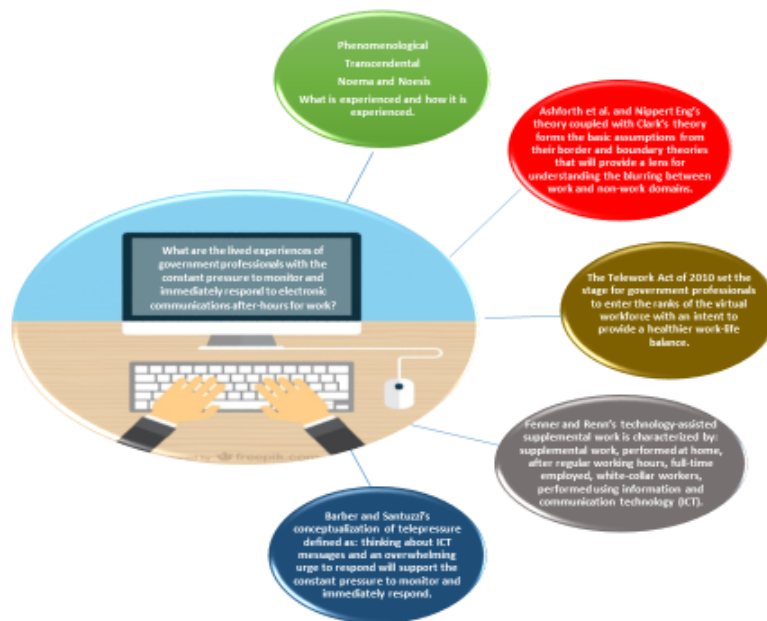 Phenomenological
Transcendental
Noema and Noesis
What is experienced and how it is
experienced.
Ashforth et al. and Nippert Eng's
theory coupled with Clark's theory
forms the basic assumptions from
their border and boundary theories
that will provide a lens for
understanding the blurring between
work and non-work domains.
What are the lived experiences of
government professionals with the
constant pressure to monitor and
immediately respond to electronic
communications after-hours for work?
The Telework Act of 2010 set the
stage for government professionals
to enter the ranks of the virtual
workforce with an intent to
provide a healthier work-life
balance.
Fenner and Renn's technology-assisted
supplemental work is characterized by:
supplemental work, performed at home,
after regular working hours, full-time
employed, white-collar workers,
performed using information and
communication technology (ICT).
freepik.com
Barber and Santuzzi's
conceptualization of telepressure
defined as: thinking about ICT
messages and an overwhelming
urge to respond will support the
constant pressure to monitor and
immediately respond.